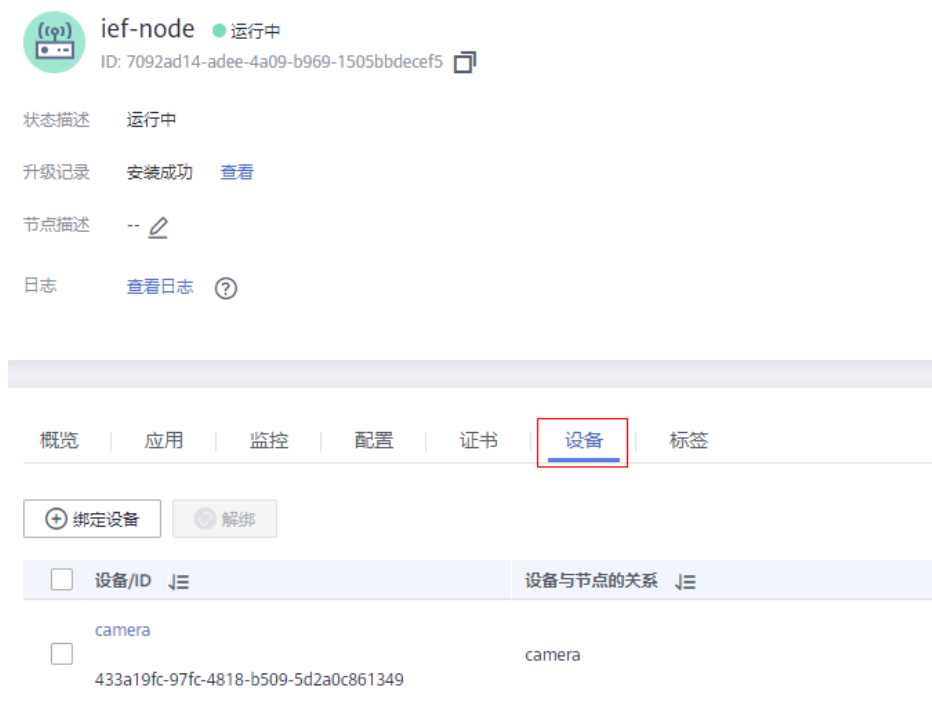 ief-node 运行中
ID: 7092ad14-adee-4a09-b969-1505bbdecef5
状态描述 运行中
升级记录 安装成功 查看
节点描述 --
日志 查看日志 ?
概览 应用 监控 配置 证书 设备 标签
绑定设备 解绑
设备/ID 设备与节点的关系
camera
camera
433a19fc-97fc-4818-b509-5d2a0c861349